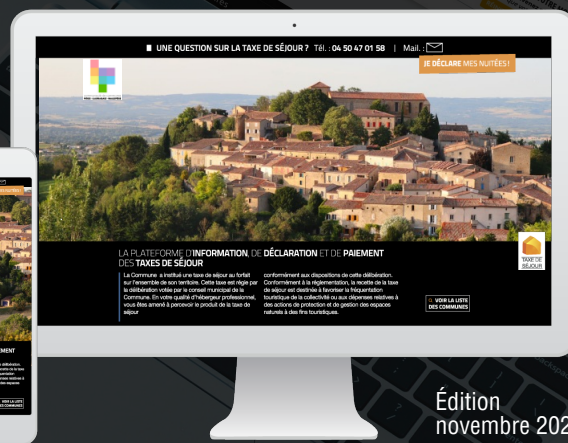 UNE QUESTION SUR LA TAXE DE SÉJOUR ? Tél. : 04 50 47 01 58 | Mail. :
JE DÉCLARE MES NUITÉES !
LA PLATEFORME D'INFORMATION, DE DÉCLARATION ET DE PAIEMENT
DES TAXES DE SÉJOUR
La Commune a institué une taxe de séjour au forfait
sur l'ensemble de son territoire. Cette taxe est régie par
la délibération votée par le conseil municipal de la
Commune. En votre qualité d'hébergeur professionnel,
vous êtes amené à percevoir le produit de la taxe de
séjour
conformément aux dispositions de cette délibération.
Conformément à la réglementation, la recette de la taxe
de séjour est destinée à favoriser la fréquentation
touristique de la collectivité ou aux dépenses relatives à
des actions de protection et de gestion des espaces
naturels à des fins touristiques.
TAXE DE
SÉJOUR
VOIR LA LISTE
DES COMMUNES
Édition
novembre 202